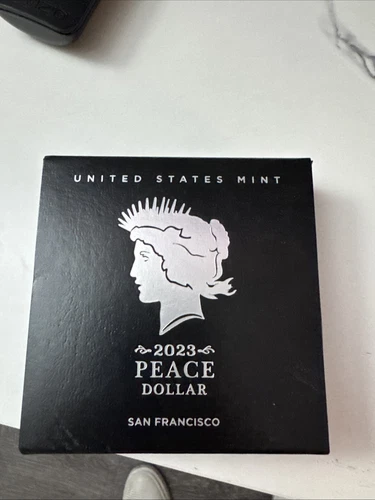 UNITED STATES MINT
2023
PEACE
DOLLAR
SAN FRANCISCO